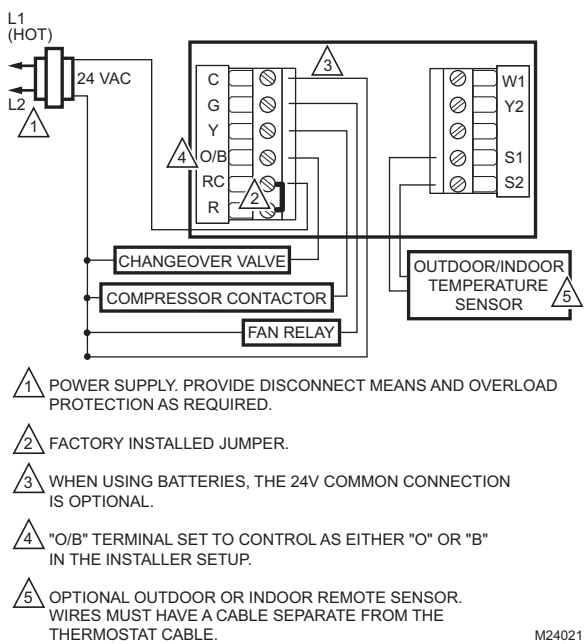 L1
(HOT)
24 VAC
L2
1
3
C
G
Y
4
O/B
RC
2
R
W1
Y2
S1
S2
CHANGEOVER VALVE
COMPRESSOR CONTACTOR
FAN RELAY
OUTDOOR/INDOOR
TEMPERATURE
SENSOR
5
1 POWER SUPPLY. PROVIDE DISCONNECT MEANS AND OVERLOAD
PROTECTION AS REQUIRED.
2 FACTORY INSTALLED JUMPER.
3 WHEN USING BATTERIES, THE 24V COMMON CONNECTION
IS OPTIONAL.
4 "O/B" TERMINAL SET TO CONTROL AS EITHER "O" OR "B"
IN THE INSTALLER SETUP.
5 OPTIONAL OUTDOOR OR INDOOR REMOTE SENSOR.
WIRES MUST HAVE A CABLE SEPARATE FROM THE
THERMOSTAT CABLE.
M24021